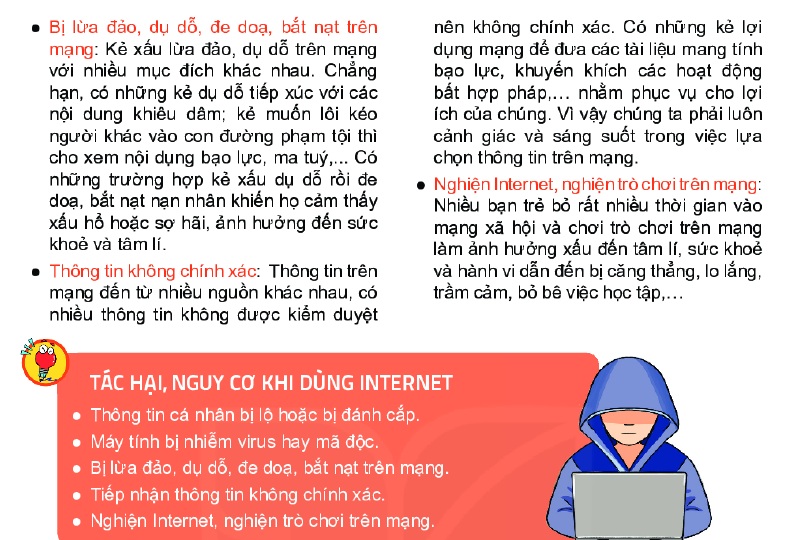 Bị lừa đảo, dụ dỗ, đe doạ, bắt nạt trên
mạng: Kẻ xấu lừa đảo, dụ dỗ trên mạng
với nhiều mục đích khác nhau. Chẳng
hạn, có những kẻ dụ dỗ tiếp xúc với các
nội dung khiêu dâm; kẻ muốn lôi kéo
người khác vào con đường phạm tội thì
cho xem nội dụng bạo lực, ma tuý,... Có
những trường hợp kẻ xấu dụ dỗ rồi đe
doạ, bắt nạt nạn nhân khiến họ cảm thấy
xấu hổ hoặc sợ hãi, ảnh hưởng đến sức
khoẻ và tâm lí.
Thông tin không chính xác: Thông tin trên
mạng đến từ nhiều nguồn khác nhau, có
nhiều thông tin không được kiểm duyệt
nên không chính xác. Có những kẻ lợi
dụng mạng để đưa các tài liệu mang tính
bạo lực, khuyến khích các hoạt động
bất hợp pháp,… nhằm phục vụ cho lợi
ích của chúng. Vì vậy chúng ta phải luôn
cảnh giác và sáng suốt trong việc lựa
chọn thông tin trên mạng.
Nghiện Internet, nghiện trò chơi trên mạng:
Nhiều bạn trẻ bỏ rất nhiều thời gian vào
mạng xã hội và chơi trò chơi trên mạng
làm ảnh hưởng xấu đến tâm lí, sức khoẻ
và hành vi dẫn đến bị căng thẳng, lo lắng,
trầm cảm, bỏ bê việc học tập,…
TÁC HẠI, NGUY CƠ KHI DÙNG INTERNET
Thông tin cá nhân bị lộ hoặc bị đánh cắp.
Máy tính bị nhiễm virus hay mã độc.
Bị lừa đảo, dụ dỗ, đe doạ, bắt nạt trên mạng.
Tiếp nhận thông tin không chính xác.
Nghiện Internet, nghiện trò chơi trên mạng.